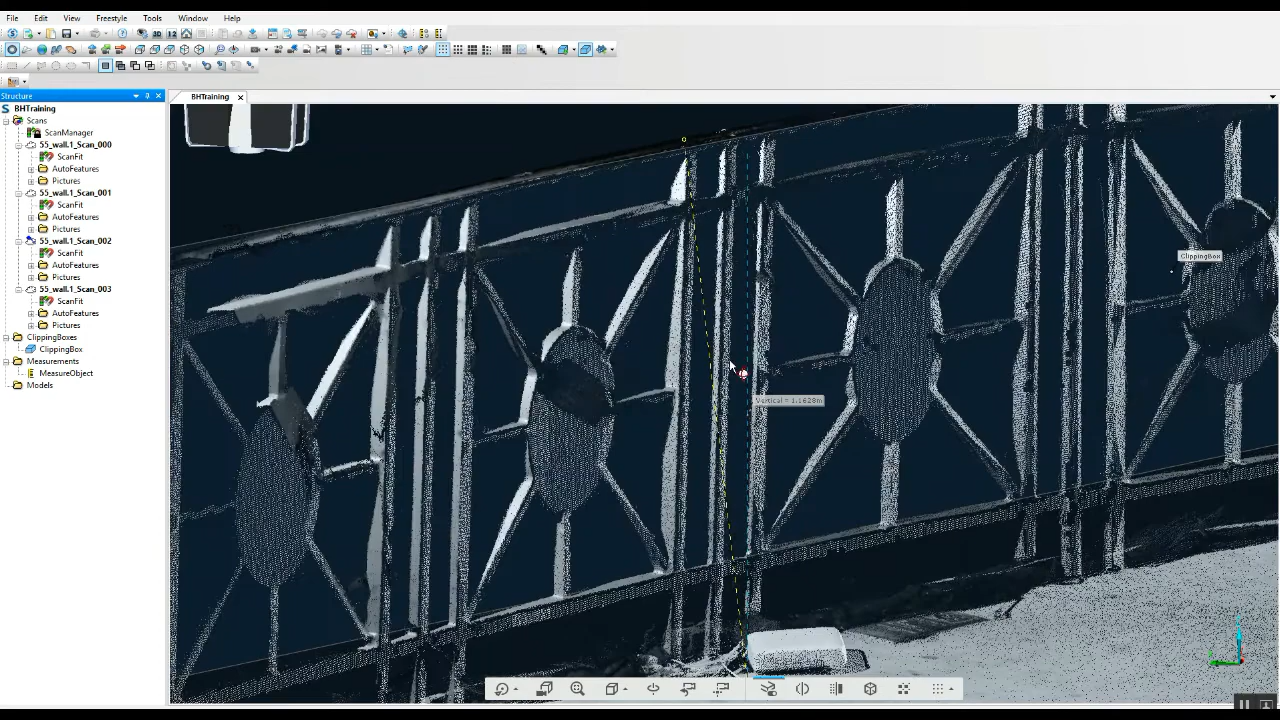 File Edit View Freestyle Tools Window Help
Structure
BHTraining
BHTraining
Scans
ScanManager
55_wall.1_Scan_000
ScanFit
AutoFeatures
Pictures
55_wall.1_Scan_001
ScanFit
AutoFeatures
Pictures
55_wall.1_Scan_002
ScanFit
AutoFeatures
Pictures
55_wall.1_Scan_003
ScanFit
AutoFeatures
Pictures
ClippingBoxes
ClippingBox
Measurements
MeasureObject
Models
ClippingBox
Vertical = 1.1628m